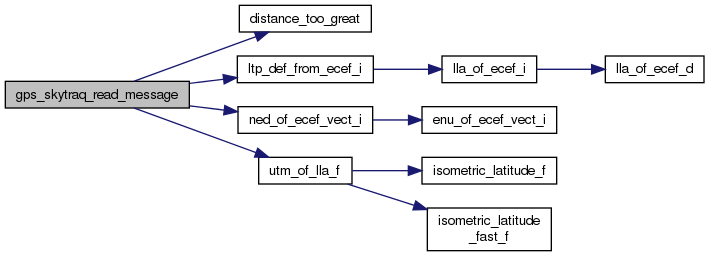 distance_too_great
ltp_def_from_ecef_i
lla_of_ecef_i
lla_of_ecef_d
gps_skytraq_read_message
ned_of_ecef_vect_i
enu_of_ecef_vect_i
utm_of_lla_f
isometric_latitude_f
isometric_latitude
_fast_f